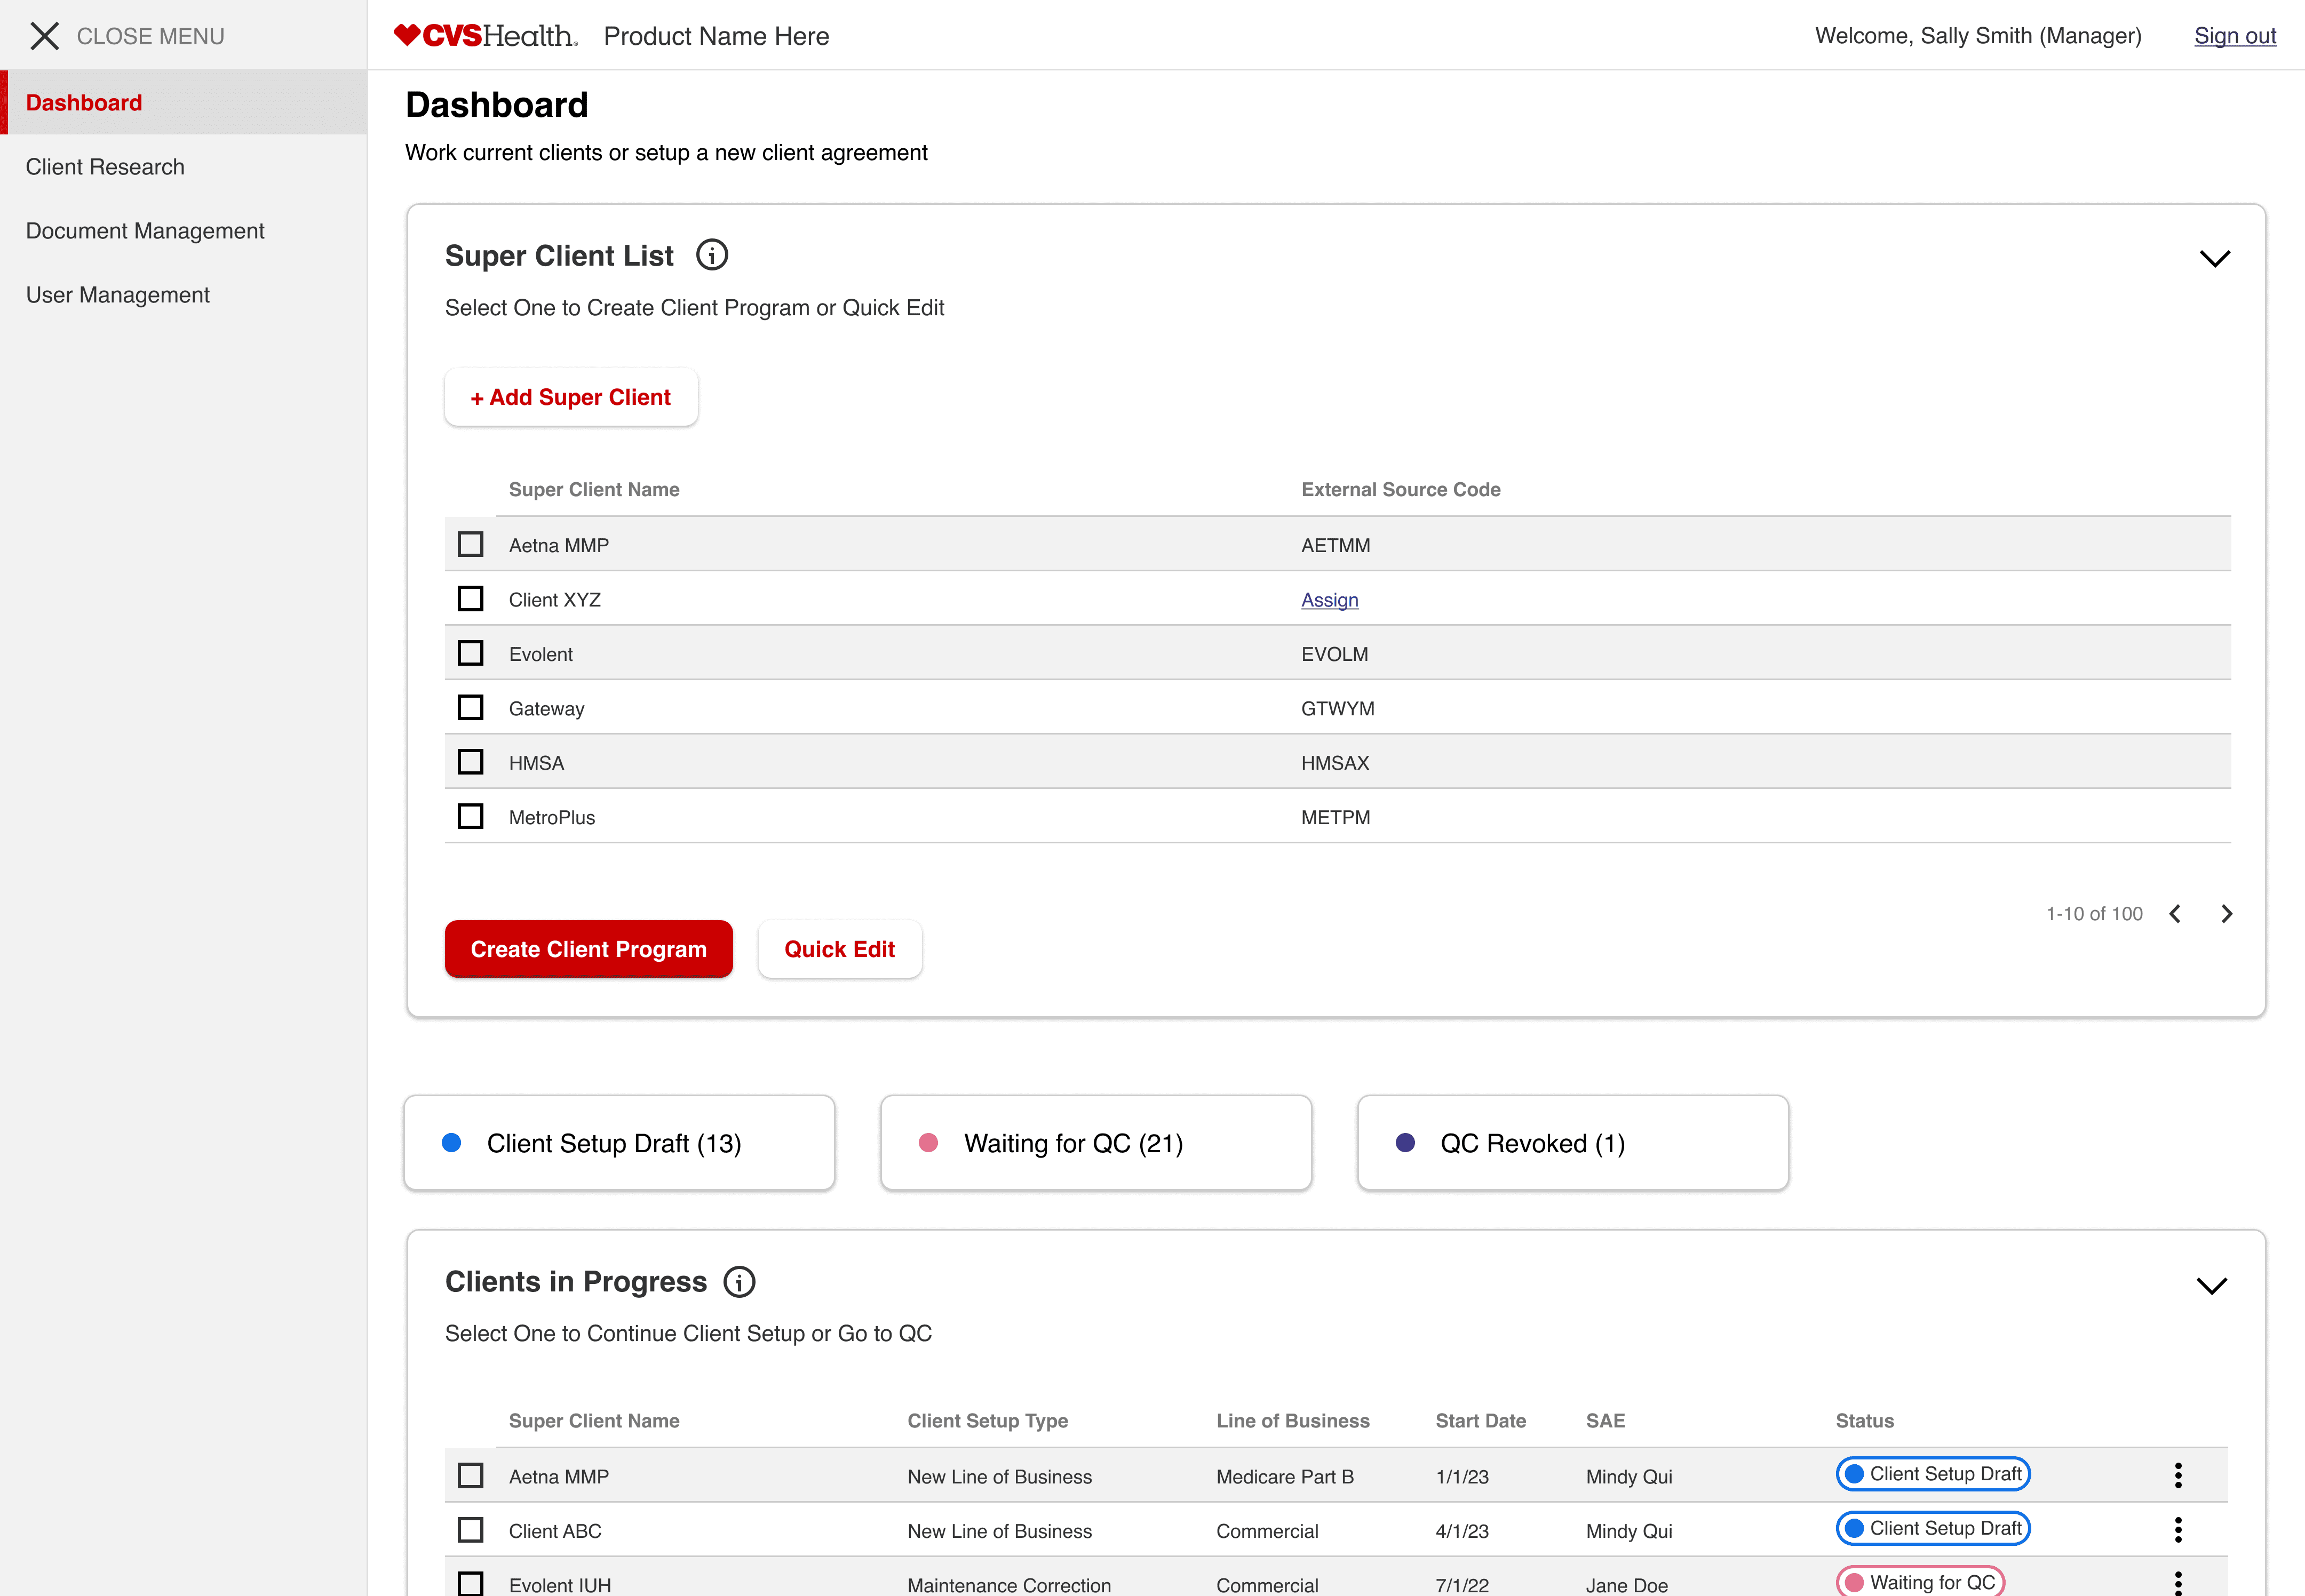 CLOSE MENU
CVSHealth® Product Name Here
Welcome, Sally Smith (Manager) Sign out
Dashboard
Client Research
Document Management
User Management
Dashboard
Work current clients or setup a new client agreement
Super Client List
Select One to Create Client Program or Quick Edit
+ Add Super Client
Super Client Name External Source Code
Aetna MMP AETMM
Client XYZ Assign
Evolent EVOLM
Gateway GTWYM
HMSA HMSAX
MetroPlus METPM
1-10 of 100
Create Client Program Quick Edit
Client Setup Draft (13) Waiting for QC (21) QC Revoked (1)
Clients in Progress
Select One to Continue Client Setup or Go to QC
Super Client Name Client Setup Type Line of Business Start Date SAE Status
Aetna MMP New Line of Business Medicare Part B 1/1/23 Mindy Qui Client Setup Draft
Client ABC New Line of Business Commercial 4/1/23 Mindy Qui Client Setup Draft
Evolent IUH Maintenance Correction Commercial 7/1/22 Jane Doe Waiting for QC